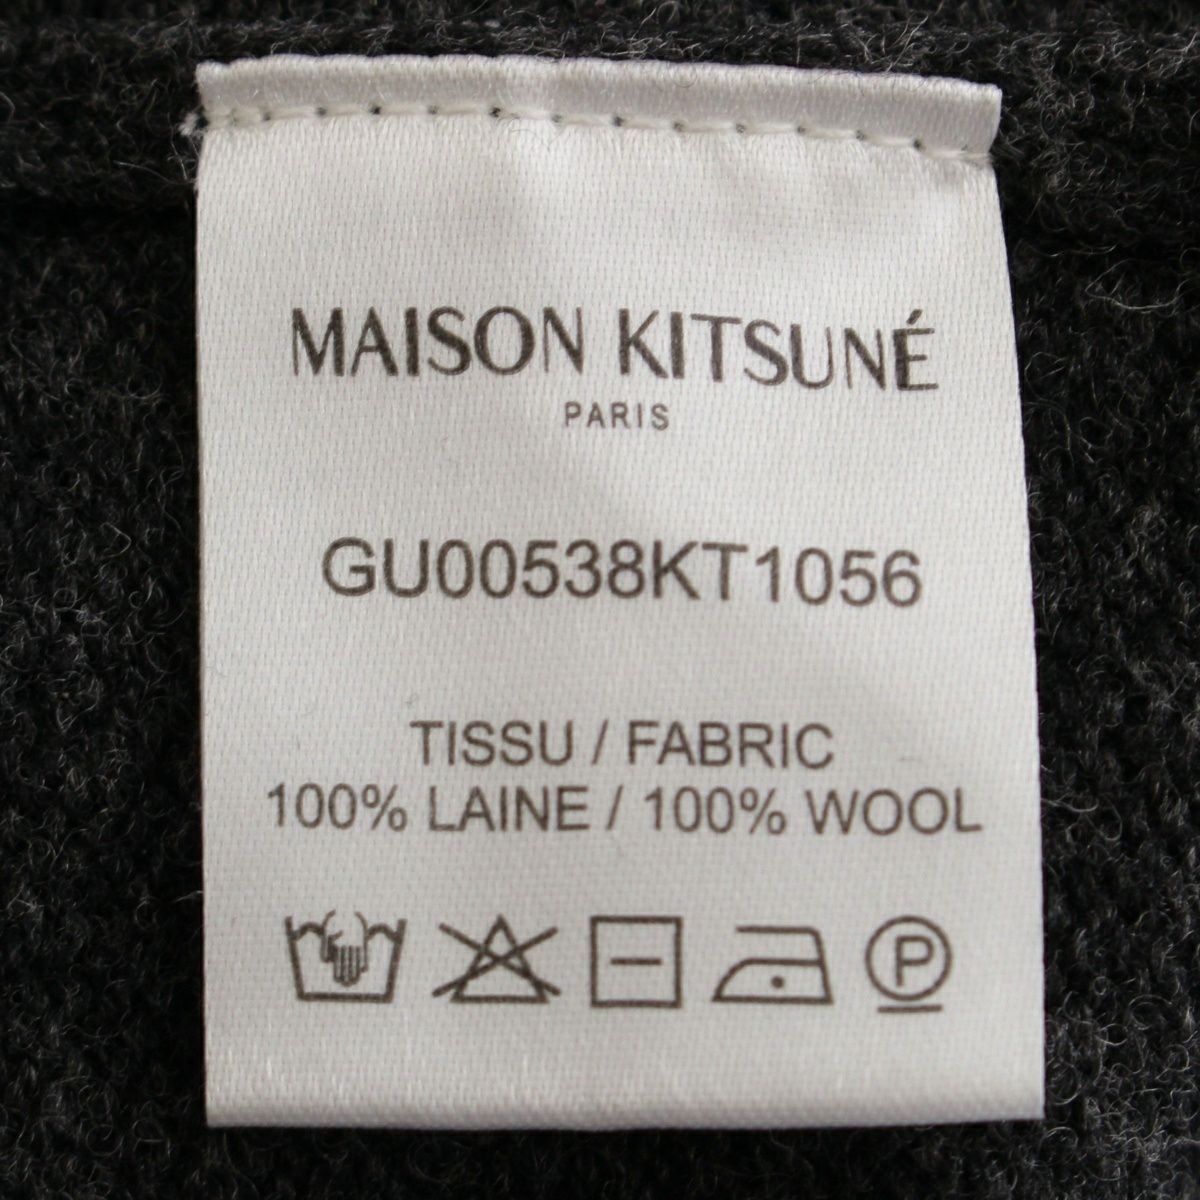 MAISON KITSUNÉ
PARIS
GU00538KT1056
TISSU / FABRIC
100% LAINE / 100% WOOL
P